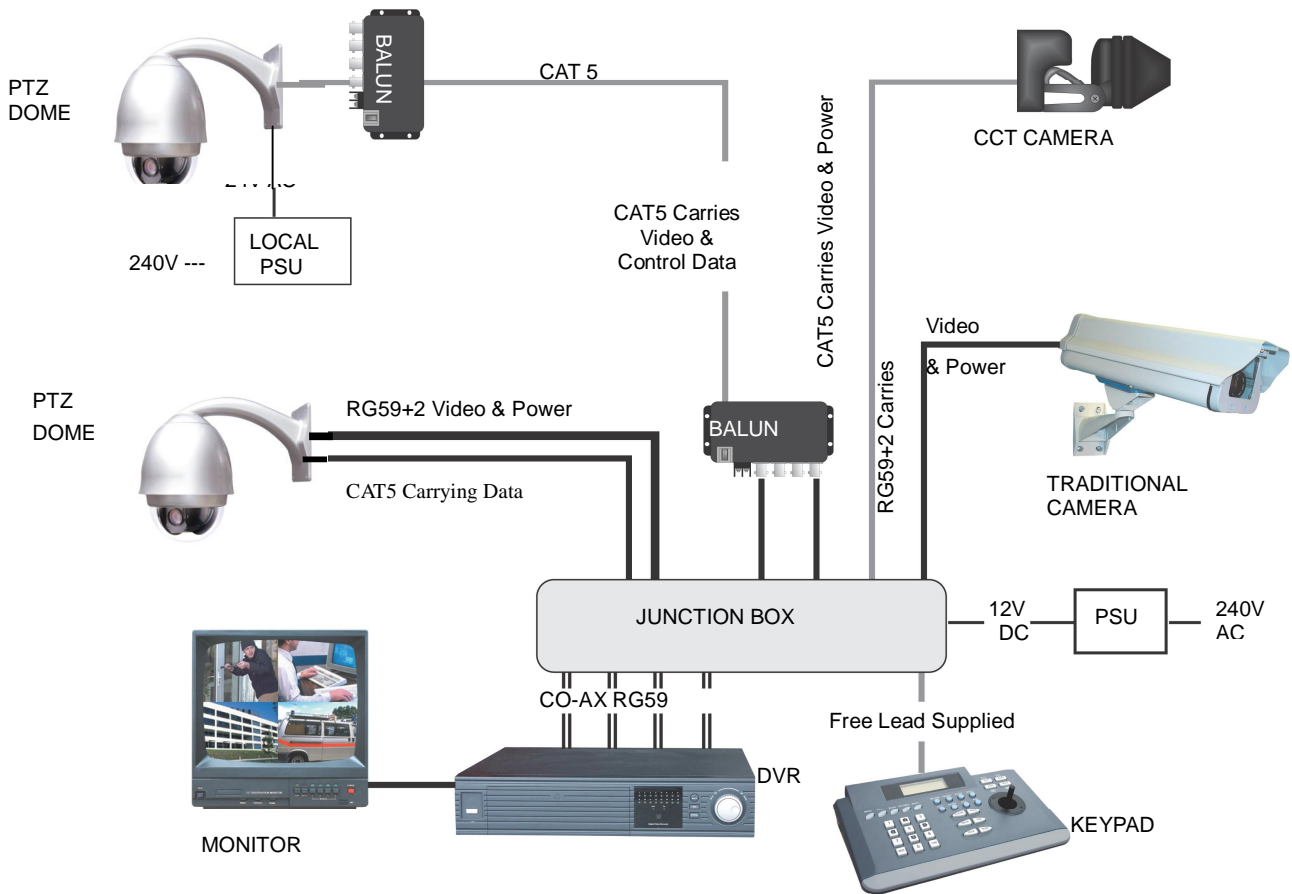 PTZ
DOME
BALUN
CAT 5
CCT CAMERA
LOCAL
PSU
240V ---
CAT5 Carries
Video &
Control Data
CAT5 Carries Video & Power
RG59+2 Carries
Video
& Power
PTZ
DOME
RG59+2 Video & Power
CAT5 Carrying Data
BALUN
TRADITIONAL
CAMERA
JUNCTION BOX
12V
DC
PSU
240V
AC
CO-AX RG59
Free Lead Supplied
DVR
KEYPAD
MONITOR